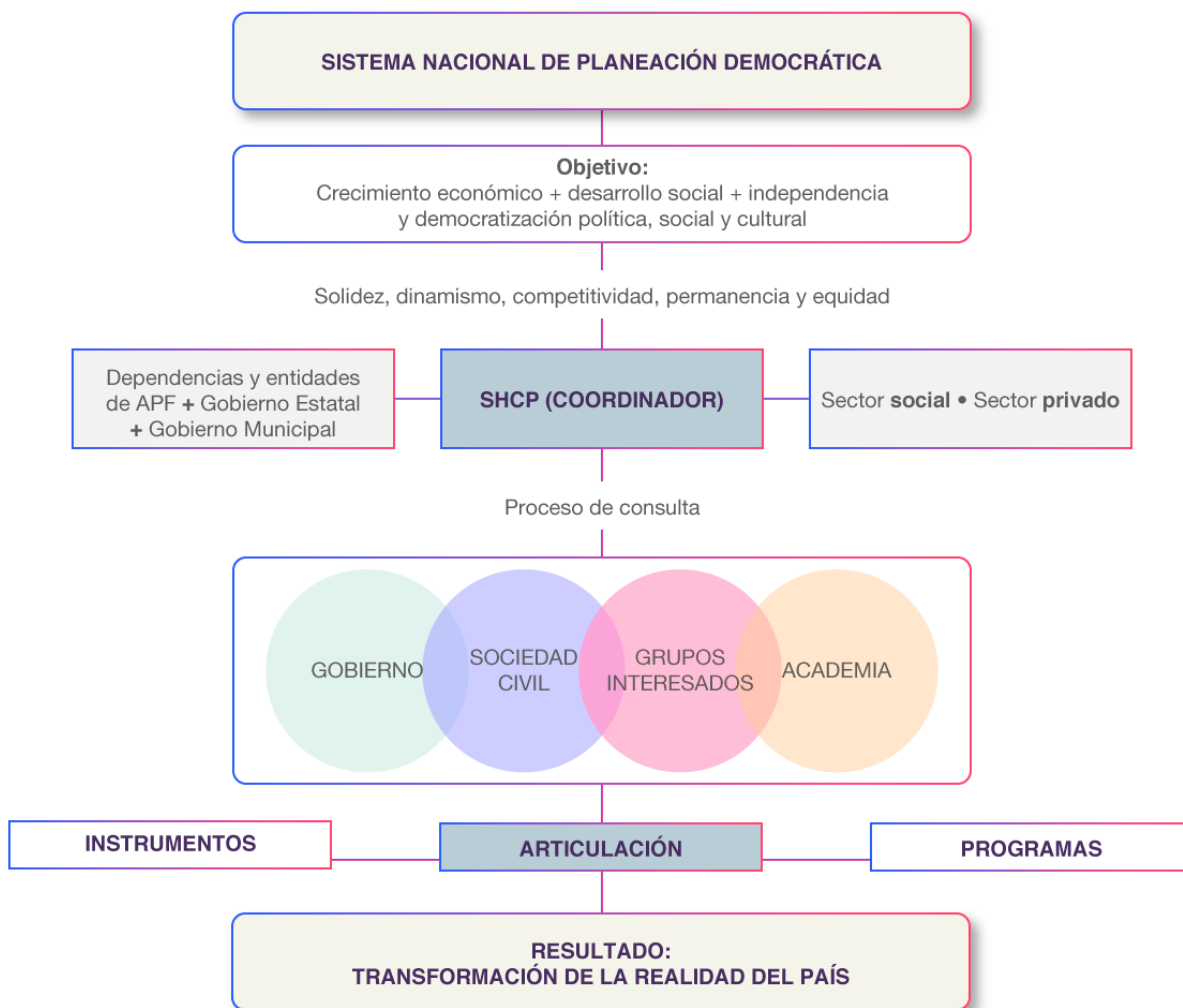 SISTEMA NACIONAL DE PLANEACIÓN DEMOCRÁTICA
Objetivo:
Crecimiento económico + desarrollo social + independencia
y democratización política, social y cultural
Solidez, dinamismo, competitividad, permanencia y equidad
Dependencias y entidades
de APF + Gobierno Estatal
+ Gobierno Municipal
SHCP (COORDINADOR)
Sector social • Sector privado
Proceso de consulta
GOBIERNO
SOCIEDAD
CIVIL
GRUPOS
INTERESADOS
ACADEMIA
INSTRUMENTOS
ARTICULACIÓN
PROGRAMAS
RESULTADO:
TRANSFORMACIÓN DE LA REALIDAD DEL PAÍS